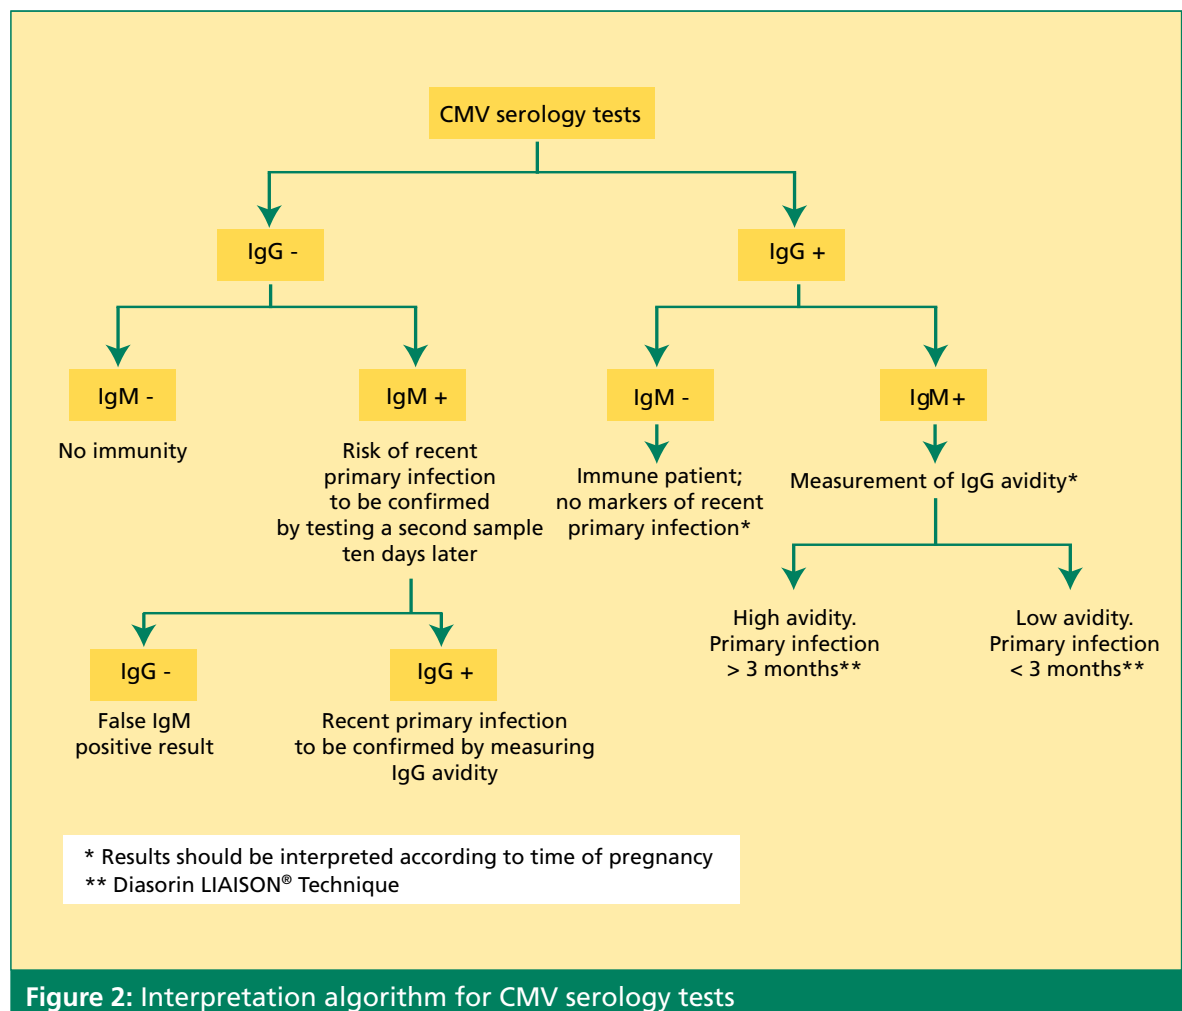 CMV serology tests
IgG -
IgG +
IgM -
IgM +
IgM -
IgM +
No immunity
Risk of recent
primary infection
to be confirmed
by testing a second sample
ten days later
Immune patient;
no markers of recent
primary infection*
Measurement of IgG avidity*
High avidity.
Primary infection
> 3 months**
Low avidity.
Primary infection
< 3 months**
IgG -
IgG +
False IgM
positive result
Recent primary infection
to be confirmed by measuring
IgG avidity
* Results should be interpreted according to time of pregnancy
** Diasorin LIAISON® Technique
Figure 2: Interpretation algorithm for CMV serology tests